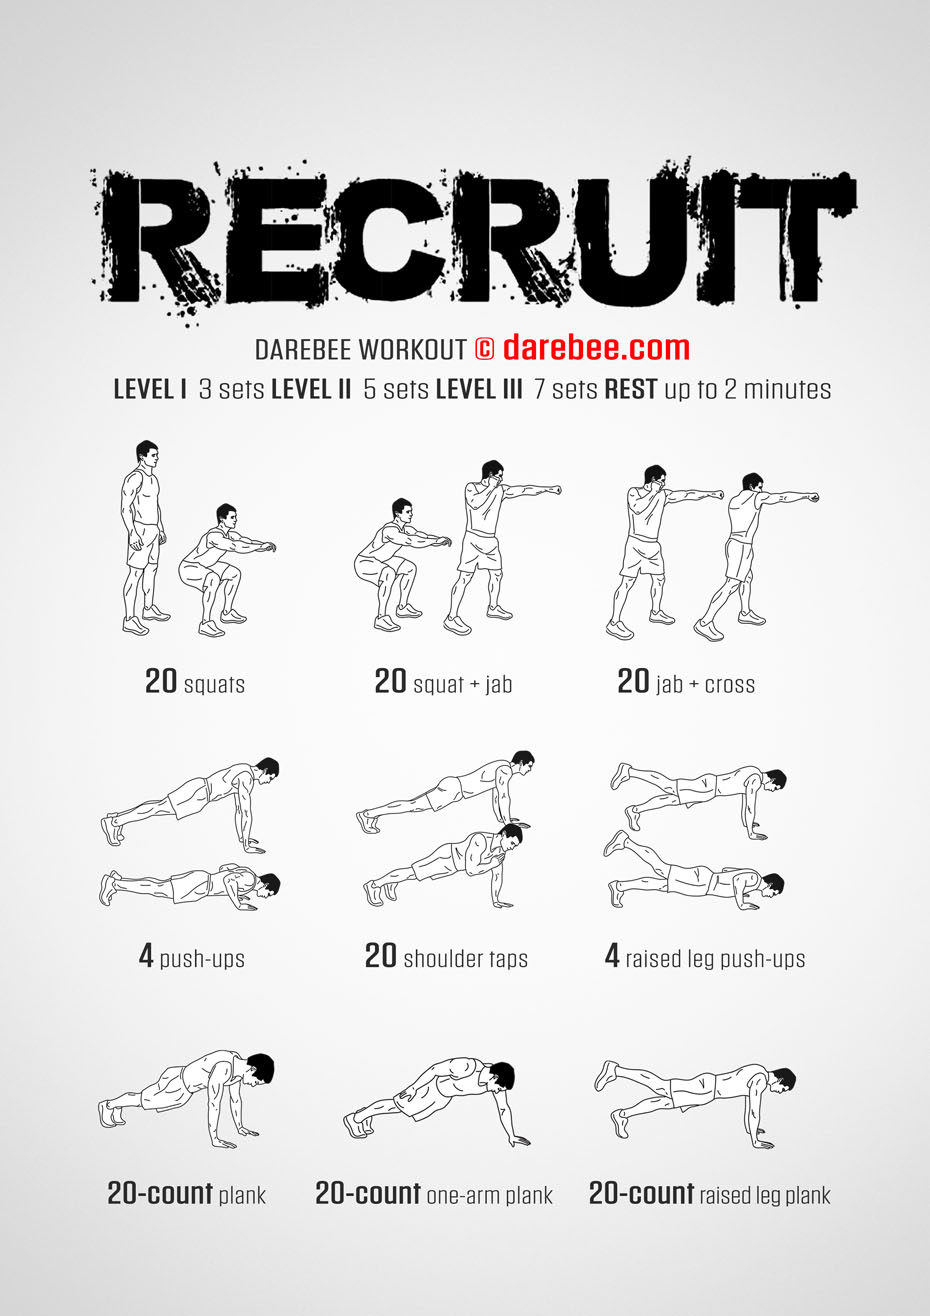 RECRUIT
DAREBEE WORKOUT © darebee.com
LEVEL I 3 sets LEVEL II 5 sets LEVEL III 7 sets REST up to 2 minutes
20 squats
20 squat + jab
20 jab + cross
4 push-ups
20 shoulder taps
4 raised leg push-ups
20-count plank
20-count one-arm plank
20-count raised leg plank